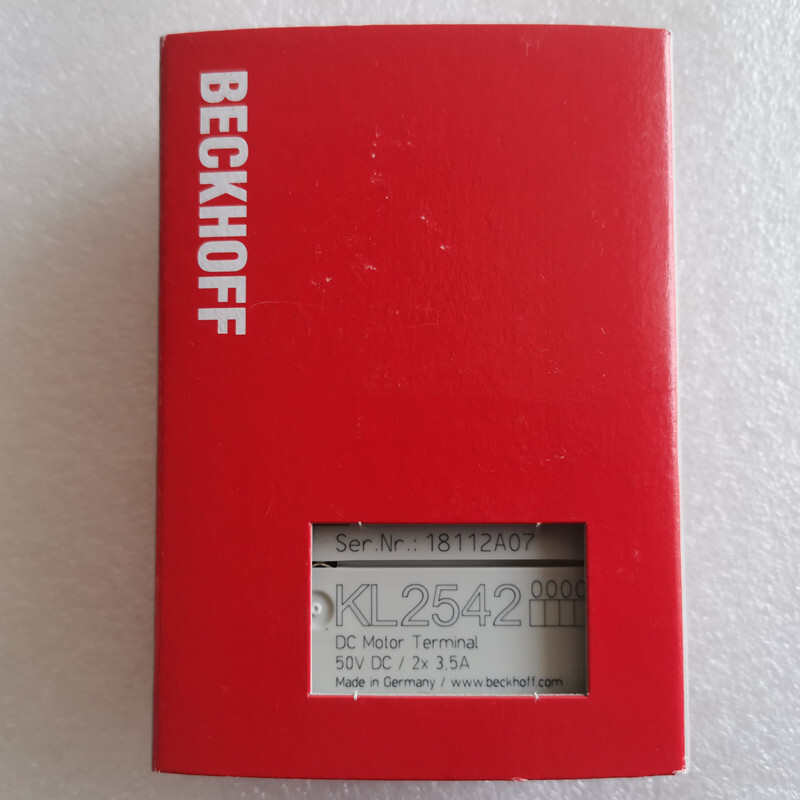 BECKHOFF
Ser.Nr.: 18112A07
KL2542 0000
DC Motor Terminal
50V DC / 2x 3.5A
Made in Germany / www.beckhoff.com